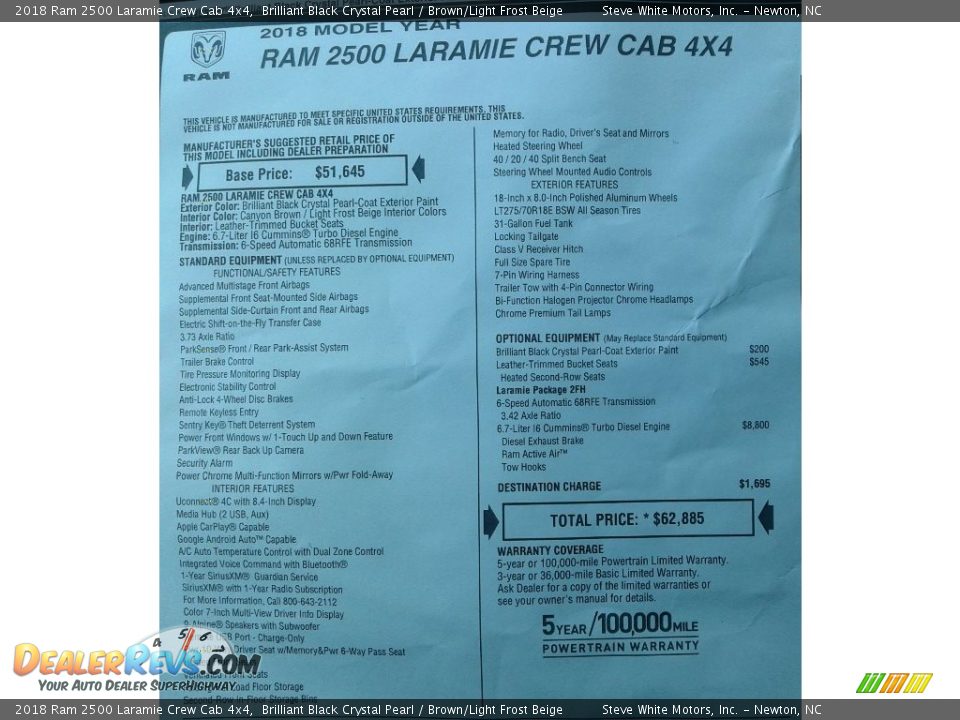 2018 Ram 2500 Laramie Crew Cab 4x4,  Brilliant Black Crystal Pearl / Brown/Light Frost Beige        Steve White Motors, Inc. – Newton, NC
2018 MODEL YEAR
RAM 2500 LARAMIE CREW CAB 4X4
RAM
THIS VEHICLE IS MANUFACTURED TO MEET SPECIFIC UNITED STATES REQUIREMENTS. THIS
VEHICLE IS NOT MANUFACTURED FOR SALE OR REGISTRATION OUTSIDE OF THE UNITED STATES.
MANUFACTURER'S SUGGESTED RETAIL PRICE OF
THIS MODEL INCLUDING DEALER PREPARATION
Base Price: $51,645
RAM 2500 LARAMIE CREW CAB 4X4
Exterior Color: Brilliant Black Crystal Pearl-Coat Exterior Paint
Interior Color: Canyon Brown / Light Frost Beige Interior Colors
Interior: Leather-Trimmed Bucket Seats
Engine: 6.7-Liter I6 Cummins® Turbo Diesel Engine
Transmission: 6-Speed Automatic 68RFE Transmission
STANDARD EQUIPMENT (UNLESS REPLACED BY OPTIONAL EQUIPMENT)
FUNCTIONAL/SAFETY FEATURES
Advanced Multistage Front Airbags
Supplemental Front Seat-Mounted Side Airbags
Supplemental Side-Curtain Front and Rear Airbags
Electric Shift-on-the-Fly Transfer Case
3.73 Axle Ratio
ParkSense® Front / Rear Park-Assist System
Trailer Brake Control
Tire Pressure Monitoring Display
Electronic Stability Control
Anti-Lock 4-Wheel Disc Brakes
Remote Keyless Entry
Sentry Key® Theft Deterrent System
Power Front Windows w/ 1-Touch Up and Down Feature
ParkView® Rear Back Up Camera
Security Alarm
Power Chrome Multi-Function Mirrors w/Pwr Fold-Away
INTERIOR FEATURES
Uconnect® 4C with 8.4-Inch Display
Media Hub (2 USB, Aux)
Apple CarPlay® Capable
Google Android Auto™ Capable
A/C Auto Temperature Control with Dual Zone Control
Integrated Voice Command with Bluetooth®
1-Year SiriusXM® Guardian Service
SiriusXM® with 1-Year Radio Subscription
For More Information, Call 800-643-2112
Color 7-Inch Multi-View Driver Info Display
9 Alpine® Speakers with Subwoofer
Port - Charge-Only
Driver Seat w/Memory&Pwr 6-Way Pass Seat
Seats
Load Floor Storage
Second-Row In-Floor Storage Bins
Memory for Radio, Driver's Seat and Mirrors
Heated Steering Wheel
40 / 20 / 40 Split Bench Seat
Steering Wheel Mounted Audio Controls
EXTERIOR FEATURES
18-Inch x 8.0-Inch Polished Aluminum Wheels
LT275/70R18E BSW All Season Tires
31-Gallon Fuel Tank
Locking Tailgate
Class V Receiver Hitch
Full Size Spare Tire
7-Pin Wiring Harness
Trailer Tow with 4-Pin Connector Wiring
Bi-Function Halogen Projector Chrome Headlamps
Chrome Premium Tail Lamps
OPTIONAL EQUIPMENT (May Replace Standard Equipment)
Brilliant Black Crystal Pearl-Coat Exterior Paint $200
Leather-Trimmed Bucket Seats $545
Heated Second-Row Seats
Laramie Package 2FH
6-Speed Automatic 68RFE Transmission
3.42 Axle Ratio
6.7-Liter I6 Cummins® Turbo Diesel Engine $8,800
Diesel Exhaust Brake
Ram Active Air™
Tow Hooks
DESTINATION CHARGE $1,695
TOTAL PRICE: * $62,885
WARRANTY COVERAGE
5-year or 100,000-mile Powertrain Limited Warranty.
3-year or 36,000-mile Basic Limited Warranty.
Ask Dealer for a copy of the limited warranties or
see your owner's manual for details.
5 YEAR/100,000 MILE
POWERTRAIN WARRANTY
4 5 6
DEALERREVS.COM
YOUR AUTO DEALER SUPERHIGHWAY
2018 Ram 2500 Laramie Crew Cab 4x4,  Brilliant Black Crystal Pearl / Brown/Light Frost Beige        Steve White Motors, Inc. – Newton, NC